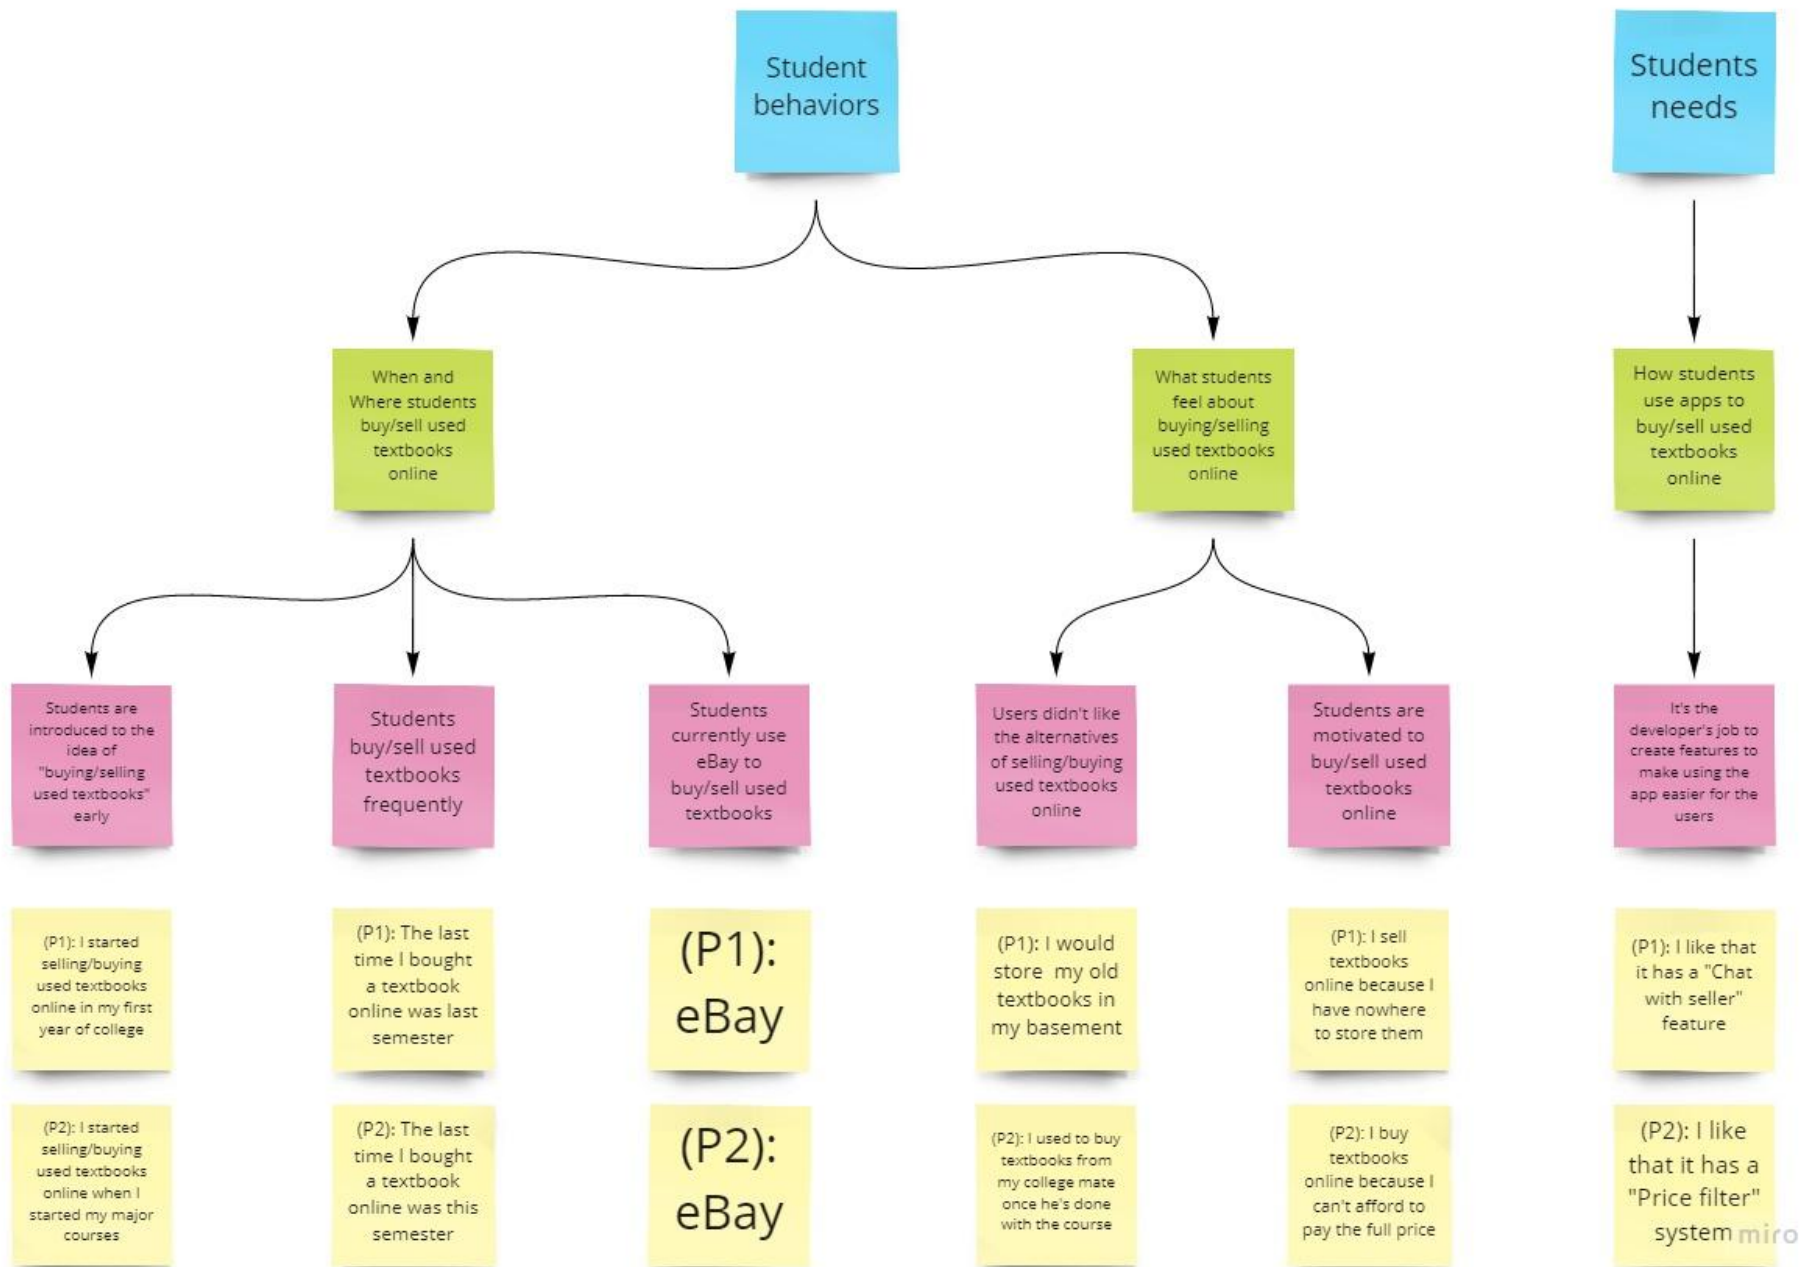 Student
behaviors
Students
needs
When and
Where students
buy/sell used
textbooks
online
What students
feel about
buying/selling
used textbooks
online
How students
use apps to
buy/sell used
textbooks
online
Students are
introduced to the
idea of
"buying/selling
used textbooks"
early
Students
buy/sell used
textbooks
frequently
Students
currently use
eBay to
buy/sell used
textbooks
Users didn't like
the alternatives
of selling/buying
used textbooks
online
Students are
motivated to
buy/sell used
textbooks
online
It's the
developer's job to
create features to
make using the
app easier for the
users
(P1): I started
selling/buying
used textbooks
online in my first
year of college
(P1): The last
time I bought
a textbook
online was last
semester
(P1):
eBay
(P1): I would
store my old
textbooks in
my basement
(P1): I sell
textbooks
online because I
have nowhere
to store them
(P1): I like that
it has a "Chat
with seller"
feature
(P2): I started
selling/buying
used textbooks
online when I
started my major
courses
(P2): The last
time I bought
a textbook
online was this
semester
(P2):
eBay
(P2): I used to buy
textbooks from
my college mate
once he's done
with the course
(P2): I buy
textbooks
online because I
can't afford to
pay the full price
(P2): I like
that it has a
"Price filter"
system
miro